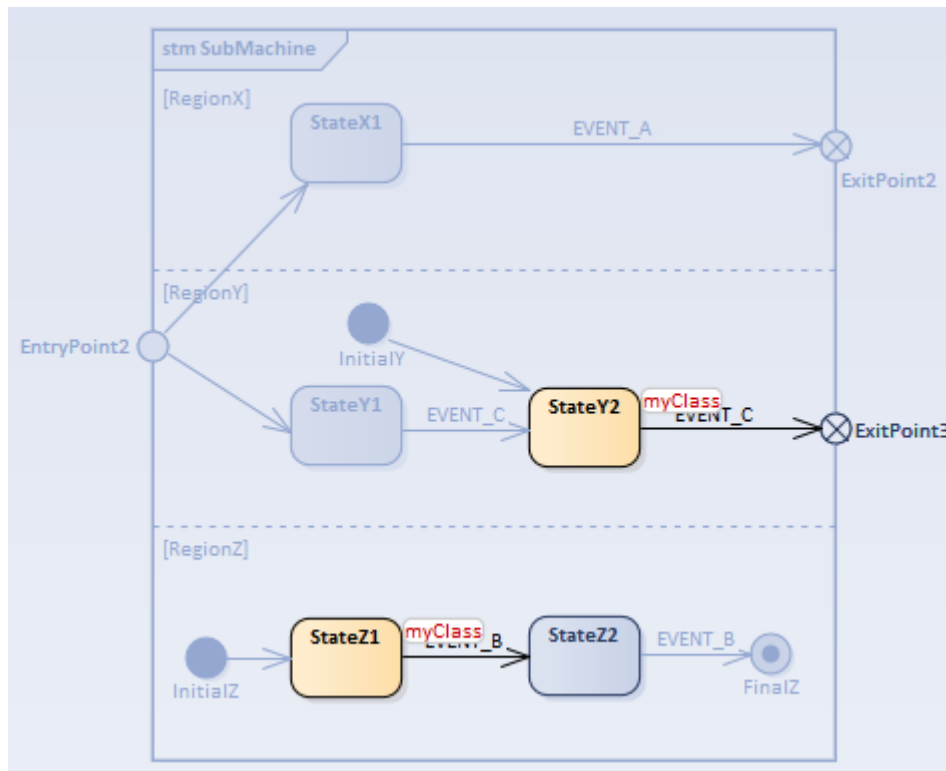 stm SubMachine
[RegionX]
StateX1
EVENT_A
ExitPoint2
[RegionY]
EntryPoint2
InitialY
StateY1
EVENT_C
StateY2
myClass
EVENT_C
ExitPoint3
[RegionZ]
StateZ1
myClass
EVENT_B
StateZ2
EVENT_B
InitialZ
FinalZ